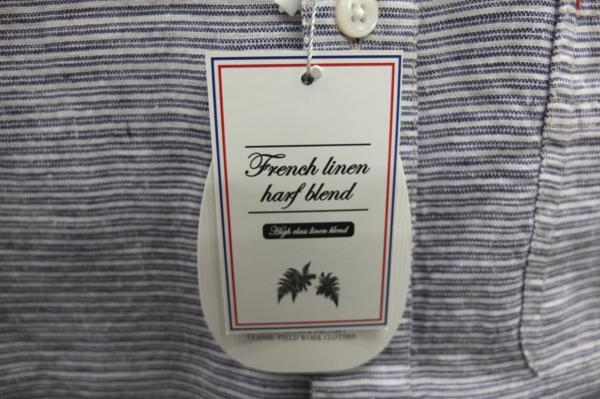 French linen
harf blend
High class linen blend
CLASSIC FIELD WORK CLOTHES